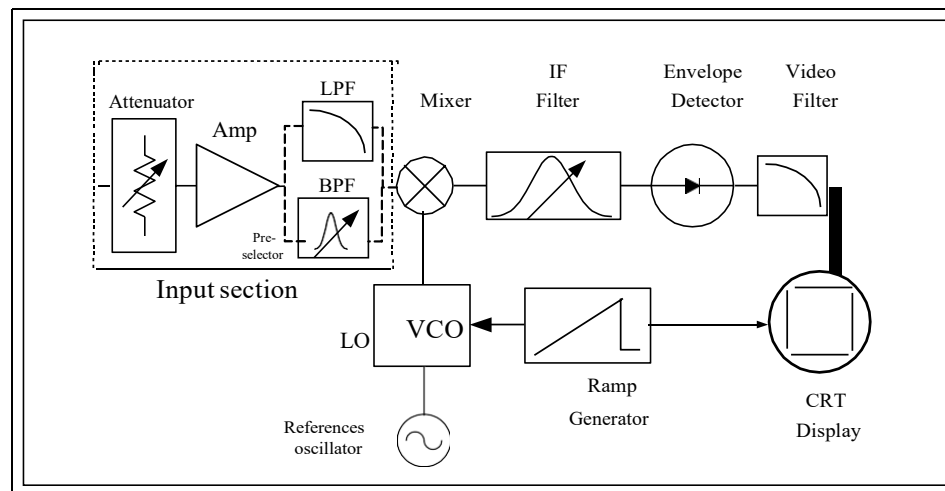 Attenuator
Amp
LPF
BPF
Pre-
selector
Input section
Mixer
IF
Filter
Envelope
Detector
Video
Filter
LO
VCO
References
oscillator
Ramp
Generator
CRT
Display